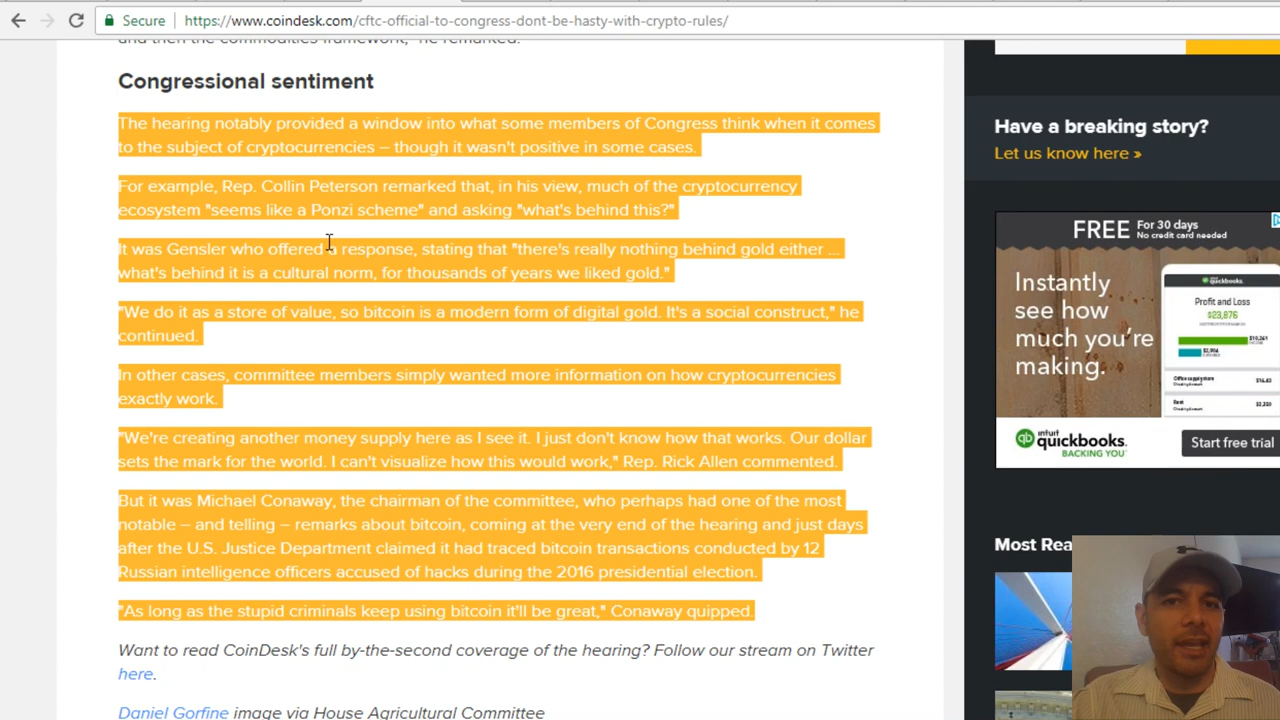 Secure https://www.coindesk.com/cftc-official-to-congress-dont-be-hasty-with-crypto-rules/
and then the commodities framework," he remarked.
Congressional sentiment
The hearing notably provided a window into what some members of Congress think when it comes
to the subject of cryptocurrencies – though it wasn't positive in some cases.
For example, Rep. Collin Peterson remarked that, in his view, much of the cryptocurrency
ecosystem "seems like a Ponzi scheme" and asking "what's behind this?"
It was Gensler who offered a response, stating that "there's really nothing behind gold either ...
what's behind it is a cultural norm, for thousands of years we liked gold."
"We do it as a store of value, so bitcoin is a modern form of digital gold. It's a social construct," he
continued.
In other cases, committee members simply wanted more information on how cryptocurrencies
exactly work.
"We're creating another money supply here as I see it. I just don't know how that works. Our dollar
sets the mark for the world. I can't visualize how this would work," Rep. Rick Allen commented.
But it was Michael Conaway, the chairman of the committee, who perhaps had one of the most
notable – and telling – remarks about bitcoin, coming at the very end of the hearing and just days
after the U.S. Justice Department claimed it had traced bitcoin transactions conducted by 12
Russian intelligence officers accused of hacks during the 2016 presidential election.
"As long as the stupid criminals keep using bitcoin it'll be great," Conaway quipped.
Want to read CoinDesk's full by-the-second coverage of the hearing? Follow our stream on Twitter
here.
Daniel Gorfine image via House Agricultural Committee
Have a breaking story?
Let us know here »
FREE For 30 days
No credit card needed
Instantly
see how
much you're
making.
quickbooks.
Profit and Loss
$23,876
intuit
quickbooks.
BACKING YOU
Start free trial
Most Rea